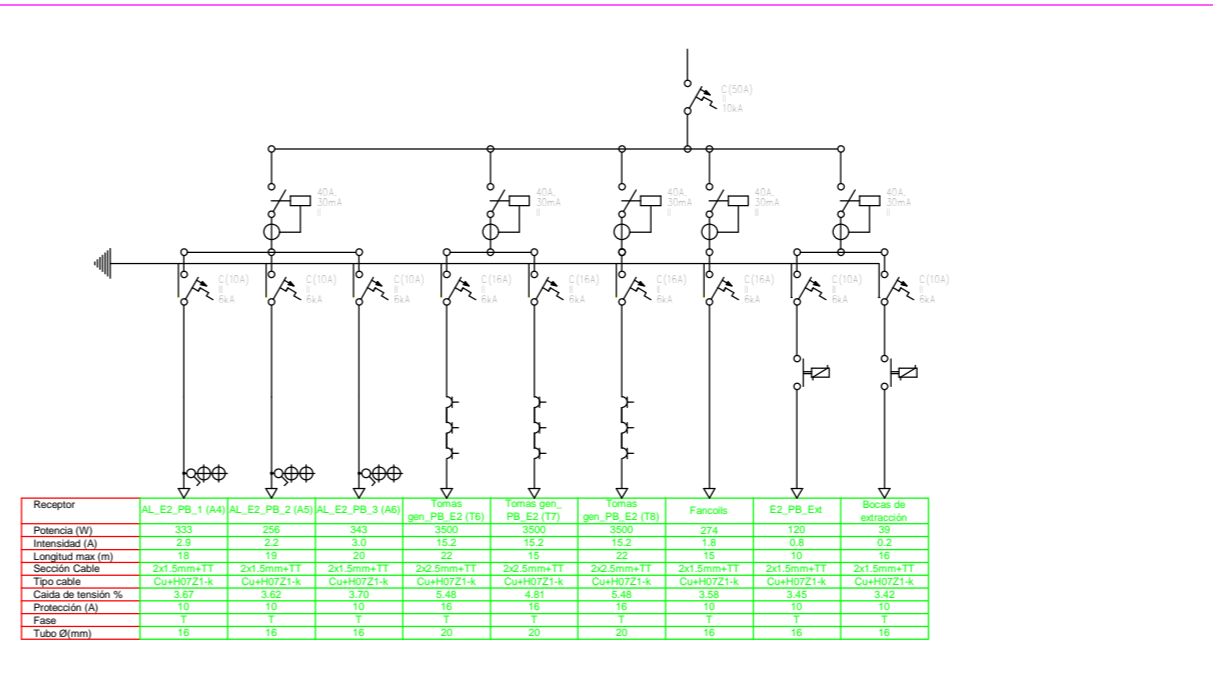 C(50A)
II
10kA
40A,
30mA
II
40A,
30mA
II
40A,
30mA
II
40A,
30mA
II
40A,
30mA
II
C(10A)
II
6kA
C(10A)
II
6kA
C(10A)
II
6kA
C(16A)
II
6kA
C(16A)
II
6kA
C(16A)
II
6kA
C(16A)
II
6kA
C(10A)
II
6kA
C(10A)
II
6kA
Receptor AL_E2_PB_1 (A4) AL_E2_PB_2 (A5) AL_E2_PB_3 (A6) Tomas gen_PB_E2 (T6) Tomas gen_ PB_E2 (T7) Tomas gen_PB_E2 (T8) Fancoils E2_PB_Ext Bocas de extracción
Potencia (W) 333 256 343 3500 3500 3500 274 120 39
Intensidad (A) 2.9 2.2 3.0 15.2 15.2 15.2 1.8 0.8 0.2
Longitud max (m) 18 19 20 22 15 22 15 10 16
Sección Cable 2x1.5mm+TT 2x1.5mm+TT 2x1.5mm+TT 2x2.5mm+TT 2x2.5mm+TT 2x2.5mm+TT 2x1.5mm+TT 2x1.5mm+TT 2x1.5mm+TT
Tipo cable Cu+H07Z1-k Cu+H07Z1-k Cu+H07Z1-k Cu+H07Z1-k Cu+H07Z1-k Cu+H07Z1-k Cu+H07Z1-k Cu+H07Z1-k Cu+H07Z1-k
Caida de tensión % 3.67 3.62 3.70 5.48 4.81 5.48 3.58 3.45 3.42
Protección (A) 10 10 10 16 16 16 10 10 10
Fase T T T T T T T T T
Tubo Ø(mm) 16 16 16 20 20 20 16 16 16